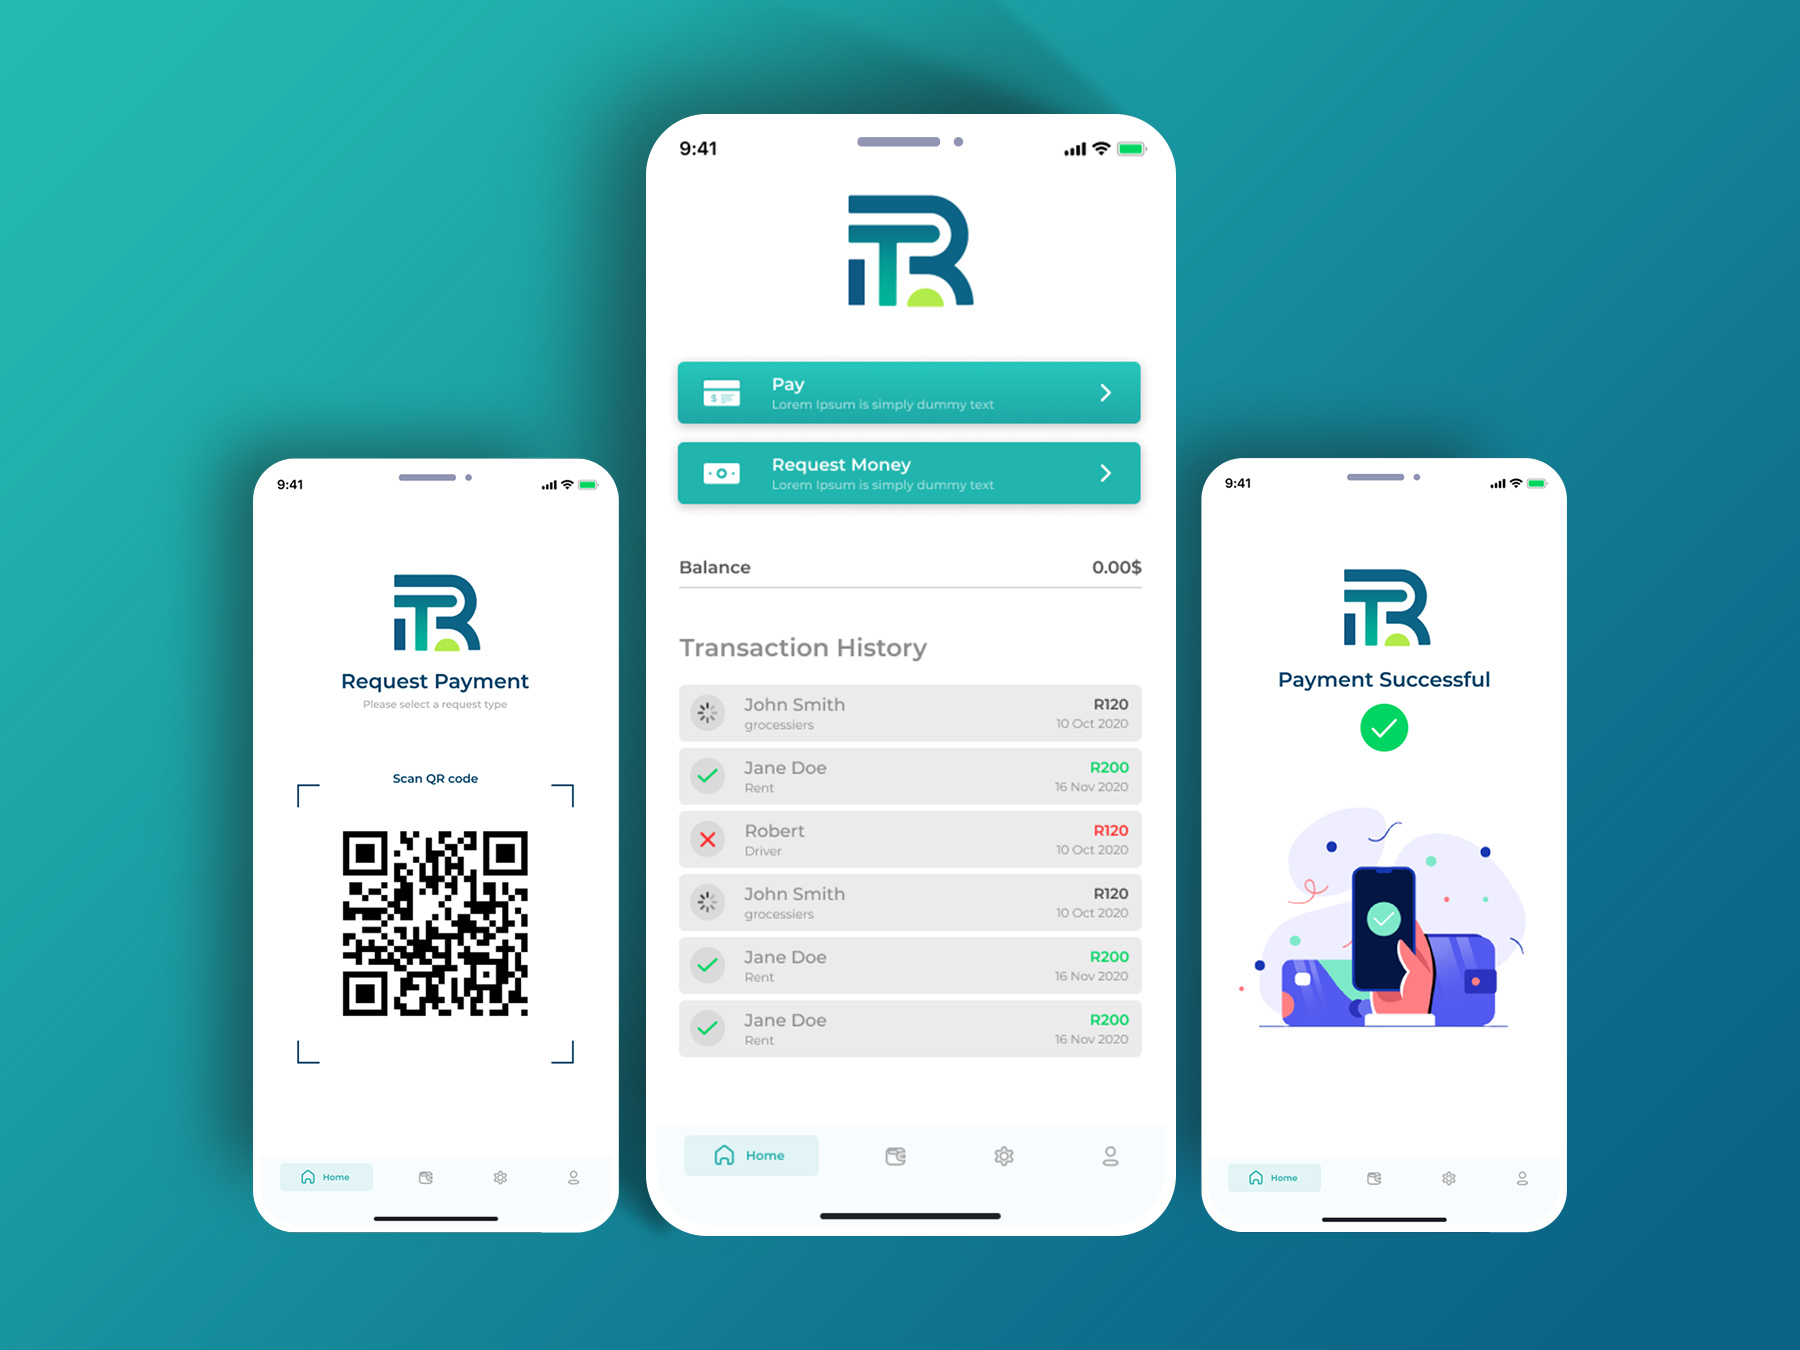 9:41
Request Payment
Please select a request type
Scan QR code
Home
9:41
Pay
Lorem Ipsum is simply dummy text
Request Money
Lorem Ipsum is simply dummy text
Balance 0.00$
Transaction History
John Smith R120
grocessiers 10 Oct 2020
Jane Doe R200
Rent 16 Nov 2020
Robert R120
Driver 10 Oct 2020
John Smith R120
grocessiers 10 Oct 2020
Jane Doe R200
Rent 16 Nov 2020
Jane Doe R200
Rent 16 Nov 2020
Home
9:41
Payment Successful
Home